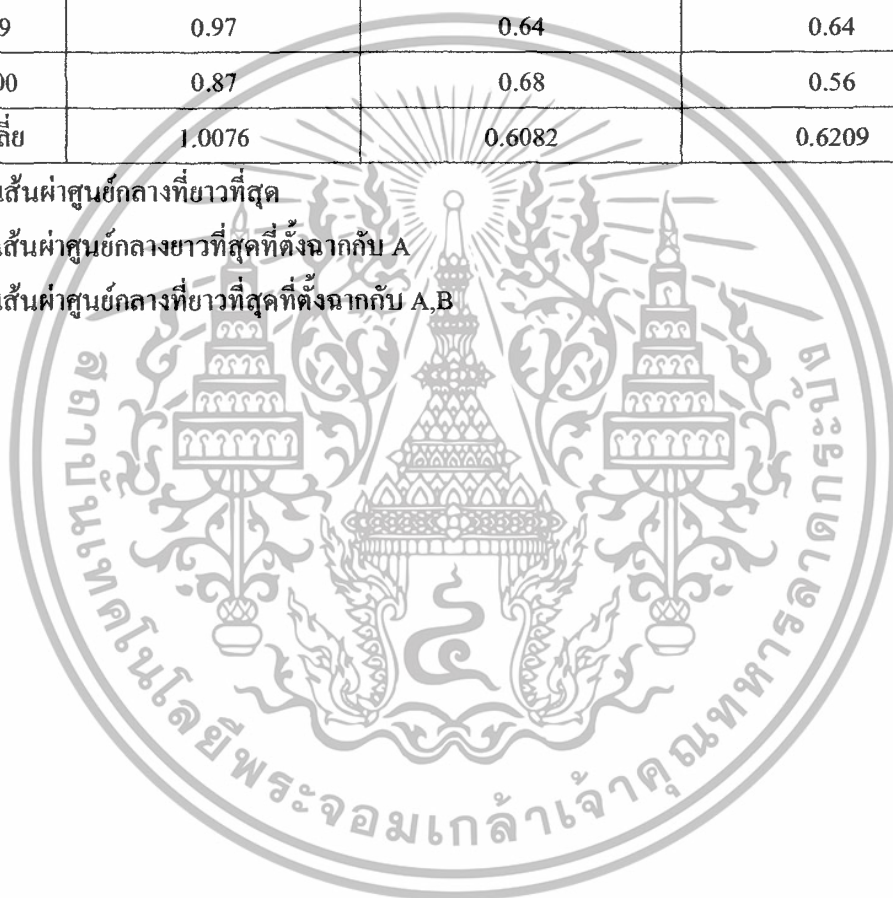 9 0.97 0.64 0.64
00 0.87 0.68 0.56
ลี่ย 1.0076 0.6082 0.6209
เส้นผ่าศูนย์กลางที่ยาวที่สุด
เส้นผ่าศูนย์กลางยาวที่สุดที่ตั้งฉากกับ A
เส้นผ่าศูนย์กลางที่ยาวที่สุดที่ตั้งฉากกับ A,B
สถาบันเทคโนโลยีพระจอมเกล้าเจ้าคุณทหารลาดกระบัง
๔